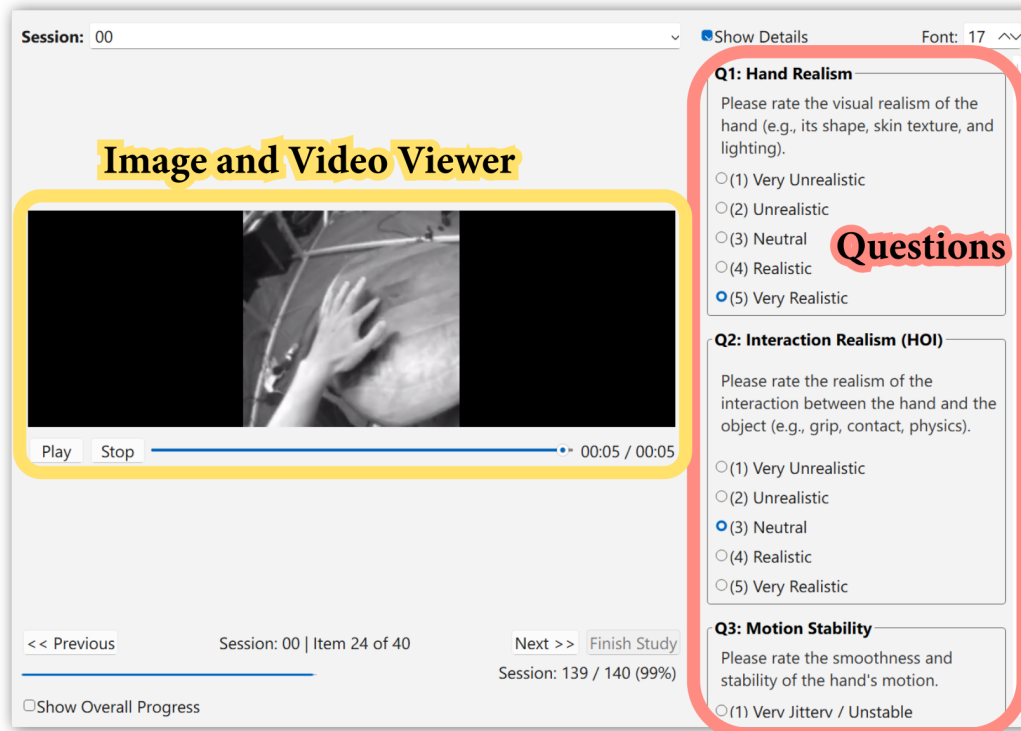 Session: 00
Show Details
Font: 17
Image and Video Viewer
Play
Stop
00:05 / 00:05
<< Previous
Session: 00 | Item 24 of 40
Next >>
Finish Study
Session: 139 / 140 (99%)
Show Overall Progress
Questions
Q1: Hand Realism
Please rate the visual realism of the
hand (e.g., its shape, skin texture, and
lighting).
(1) Very Unrealistic
(2) Unrealistic
(3) Neutral
(4) Realistic
(5) Very Realistic
Q2: Interaction Realism (HOI)
Please rate the realism of the
interaction between the hand and the
object (e.g., grip, contact, physics).
(1) Very Unrealistic
(2) Unrealistic
(3) Neutral
(4) Realistic
(5) Very Realistic
Q3: Motion Stability
Please rate the smoothness and
stability of the hand's motion.
(1) Very Jittery / Unstable